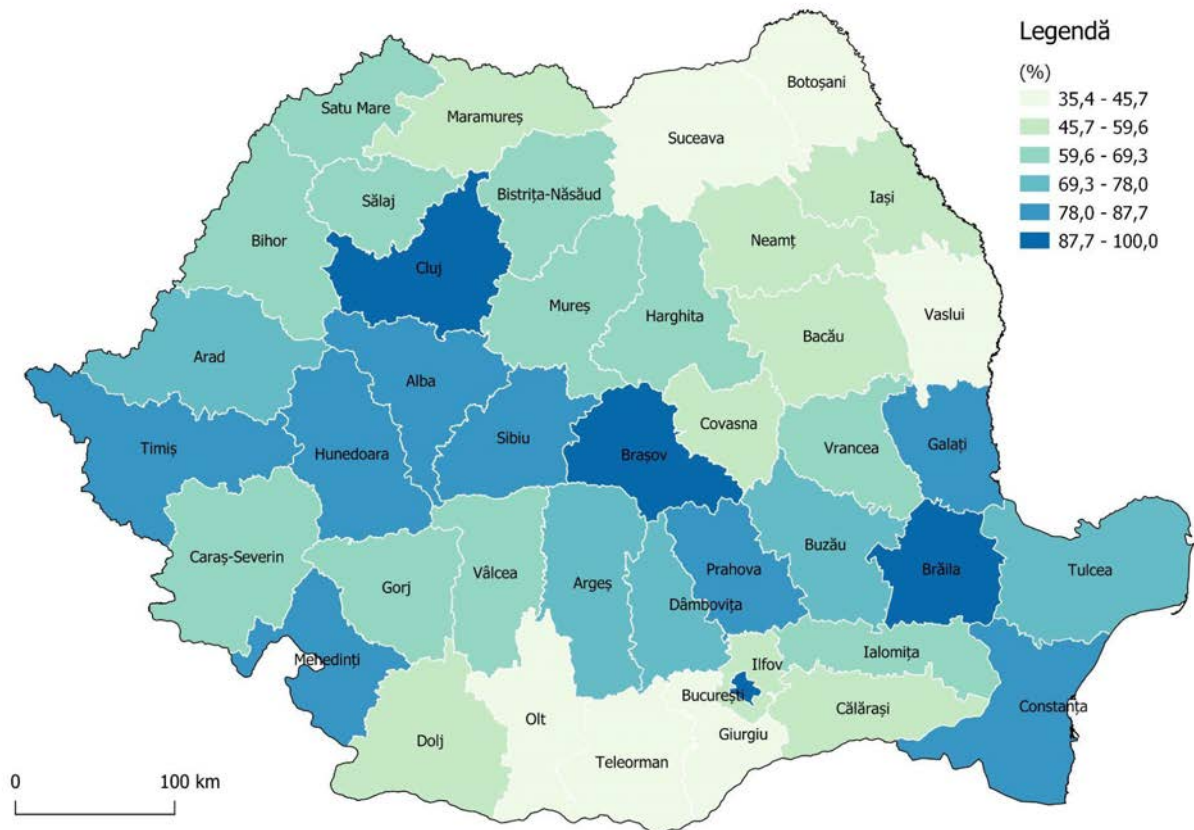 Legendă
(%)
35,4 - 45,7
45,7 - 59,6
59,6 - 69,3
69,3 - 78,0
78,0 - 87,7
87,7 - 100,0
Botoșani
Satu Mare
Maramureș
Suceava
Iași
Sălaj
Bistrița-Năsăud
Neamț
Bihor
Cluj
Mureș
Harghita
Vaslui
Bacău
Arad
Alba
Covasna
Timiș
Hunedoara
Sibiu
Brașov
Vrancea
Galați
Caraș-Severin
Gorj
Vâlcea
Argeș
Prahova
Dâmbovița
Buzău
Brăila
Tulcea
Mehedinți
Ilfov
Ialomița
București
Călărași
Constanța
Olt
Giurgiu
Dolj
Teleorman
0 100 km